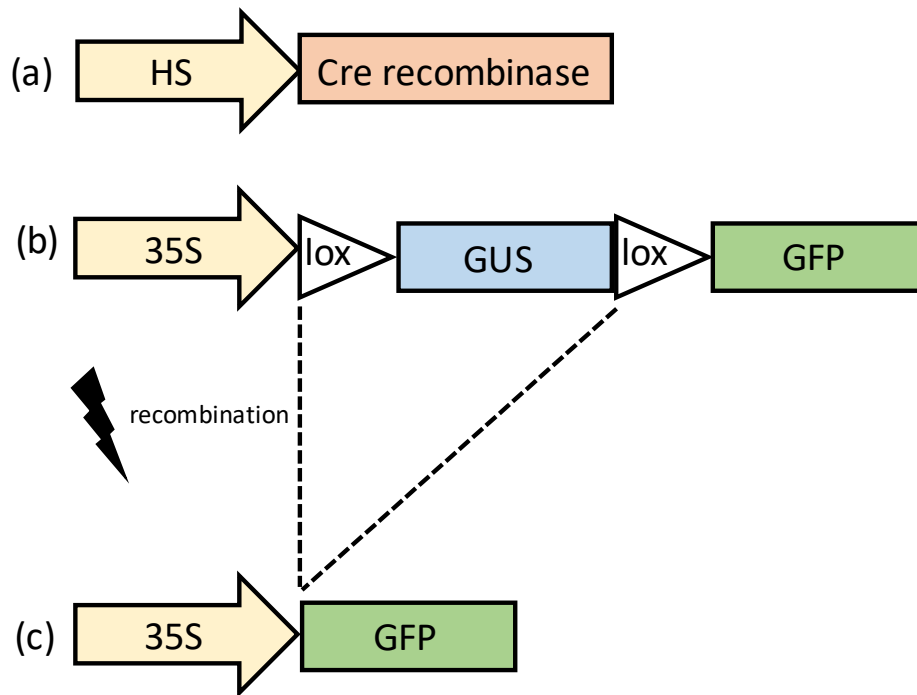 (a) HS Cre recombinase
(b) 35S lox GUS lox GFP
recombination
(c) 35S GFP